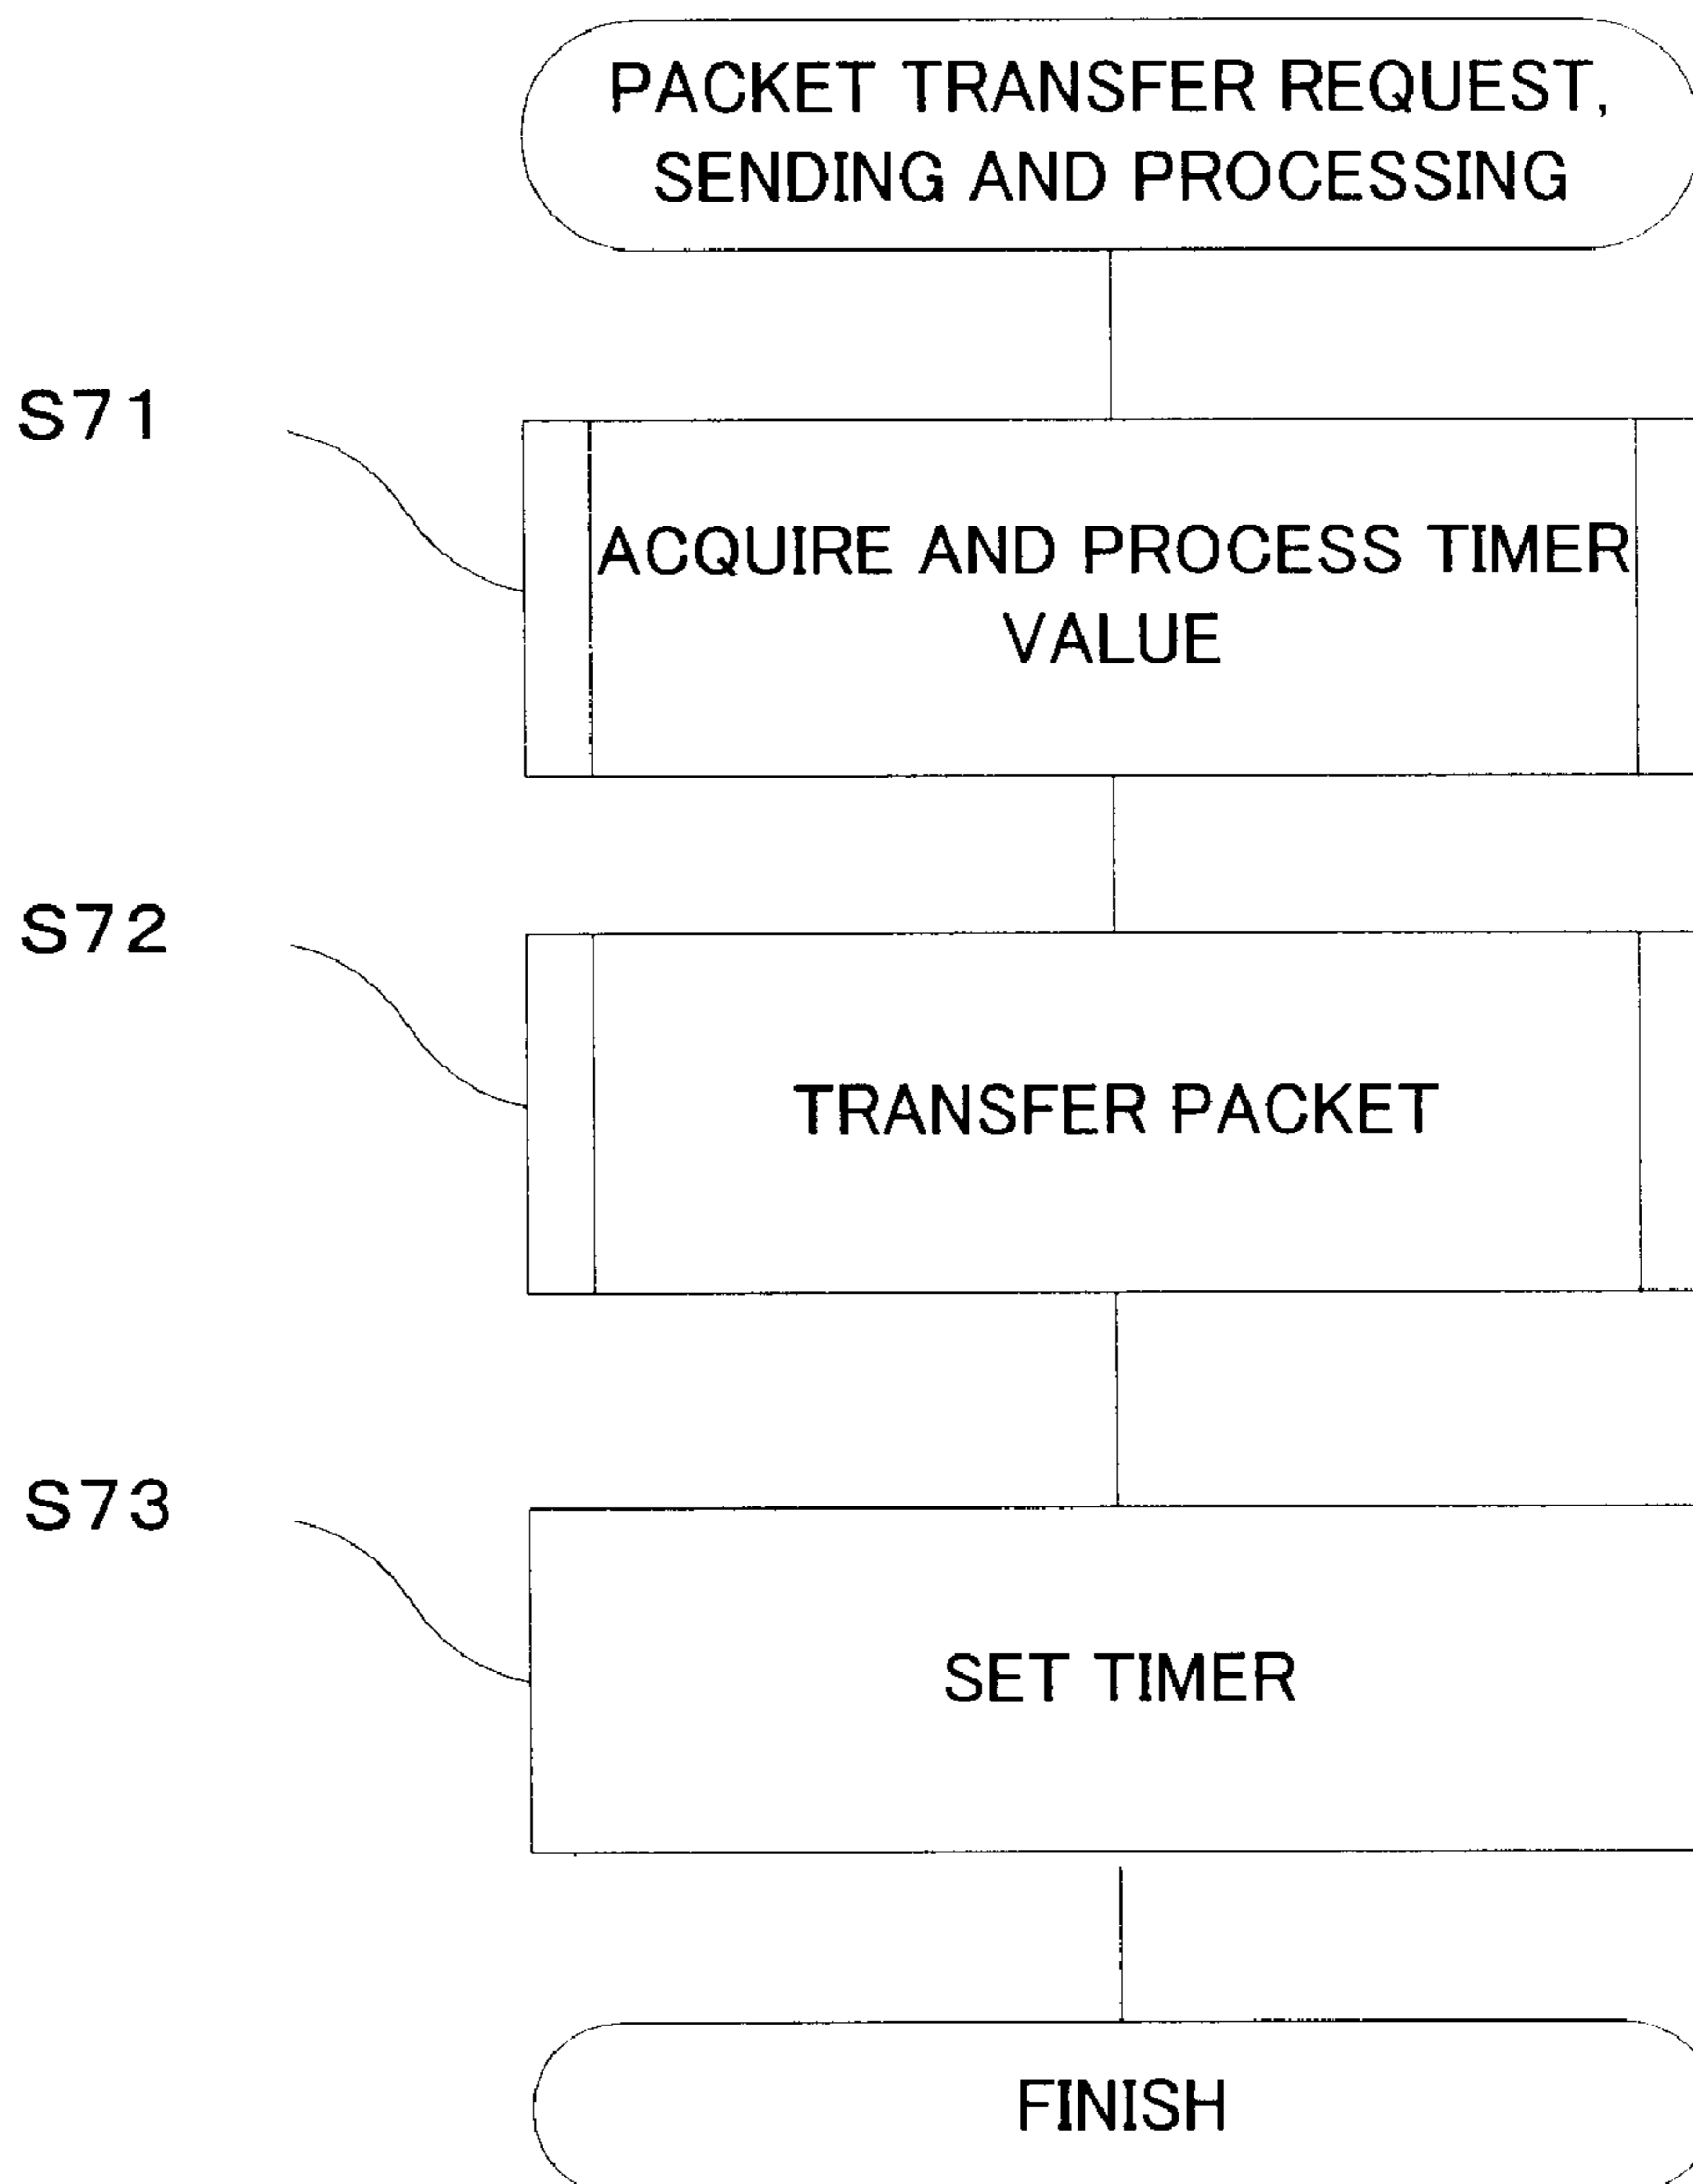 PACKET TRANSFER REQUEST,
SENDING AND PROCESSING
S71
ACQUIRE AND PROCESS TIMER
VALUE
S72
TRANSFER PACKET
S73
SET TIMER
FINISH